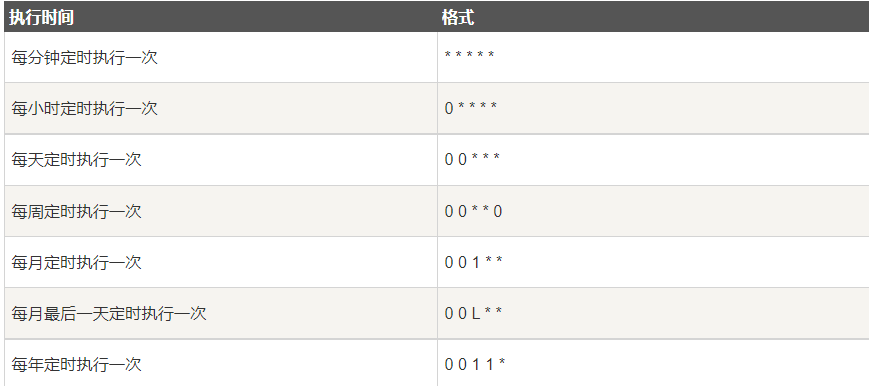 执行时间 格式
每分钟定时执行一次 * * * * *
每小时定时执行一次 0 * * * *
每天定时执行一次 0 0 * * *
每周定时执行一次 0 0 * * 0
每月定时执行一次 0 0 1 * *
每月最后一天定时执行一次 0 0 L * *
每年定时执行一次 0 0 1 1 *